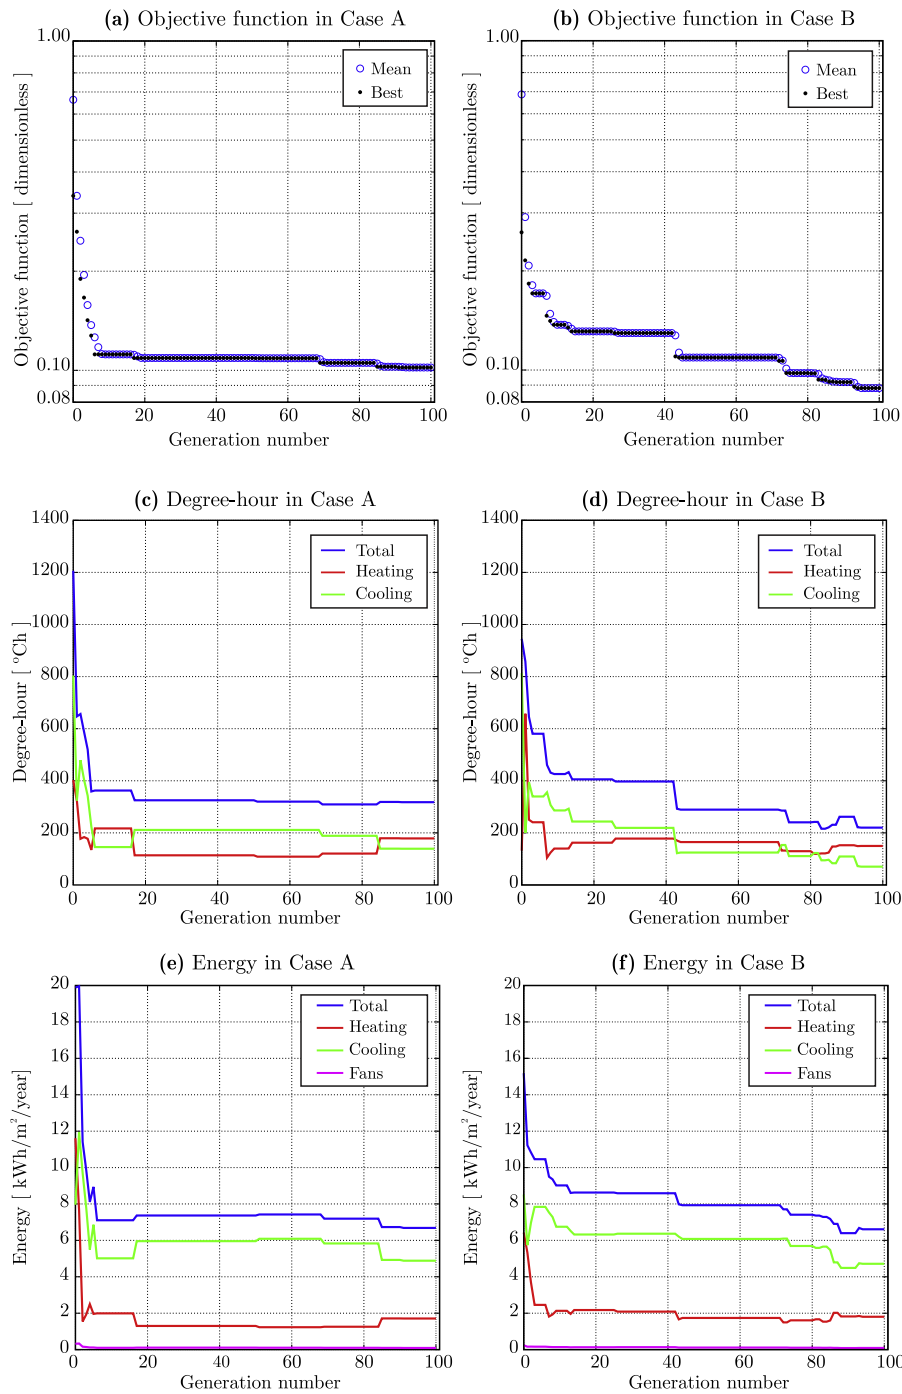 (a) Objective function in Case A
Objective function [ dimensionless ]
1.00
0.10
0.08
Mean
Best
0 20 40 60 80 100
Generation number
(b) Objective function in Case B
Objective function [ dimensionless ]
1.00
0.10
0.08
Mean
Best
0 20 40 60 80 100
Generation number
(c) Degree-hour in Case A
Degree-hour [ °Ch ]
1400
1200
1000
800
600
400
200
0
Total
Heating
Cooling
0 20 40 60 80 100
Generation number
(d) Degree-hour in Case B
Degree-hour [ °Ch ]
1400
1200
1000
800
600
400
200
0
Total
Heating
Cooling
0 20 40 60 80 100
Generation number
(e) Energy in Case A
Energy [ kWh/m²/year]
20
18
16
14
12
10
8
6
4
2
0
Total
Heating
Cooling
Fans
0 20 40 60 80 100
Generation number
(f) Energy in Case B
Energy [ kWh/m²/year]
20
18
16
14
12
10
8
6
4
2
0
Total
Heating
Cooling
Fans
0 20 40 60 80 100
Generation number